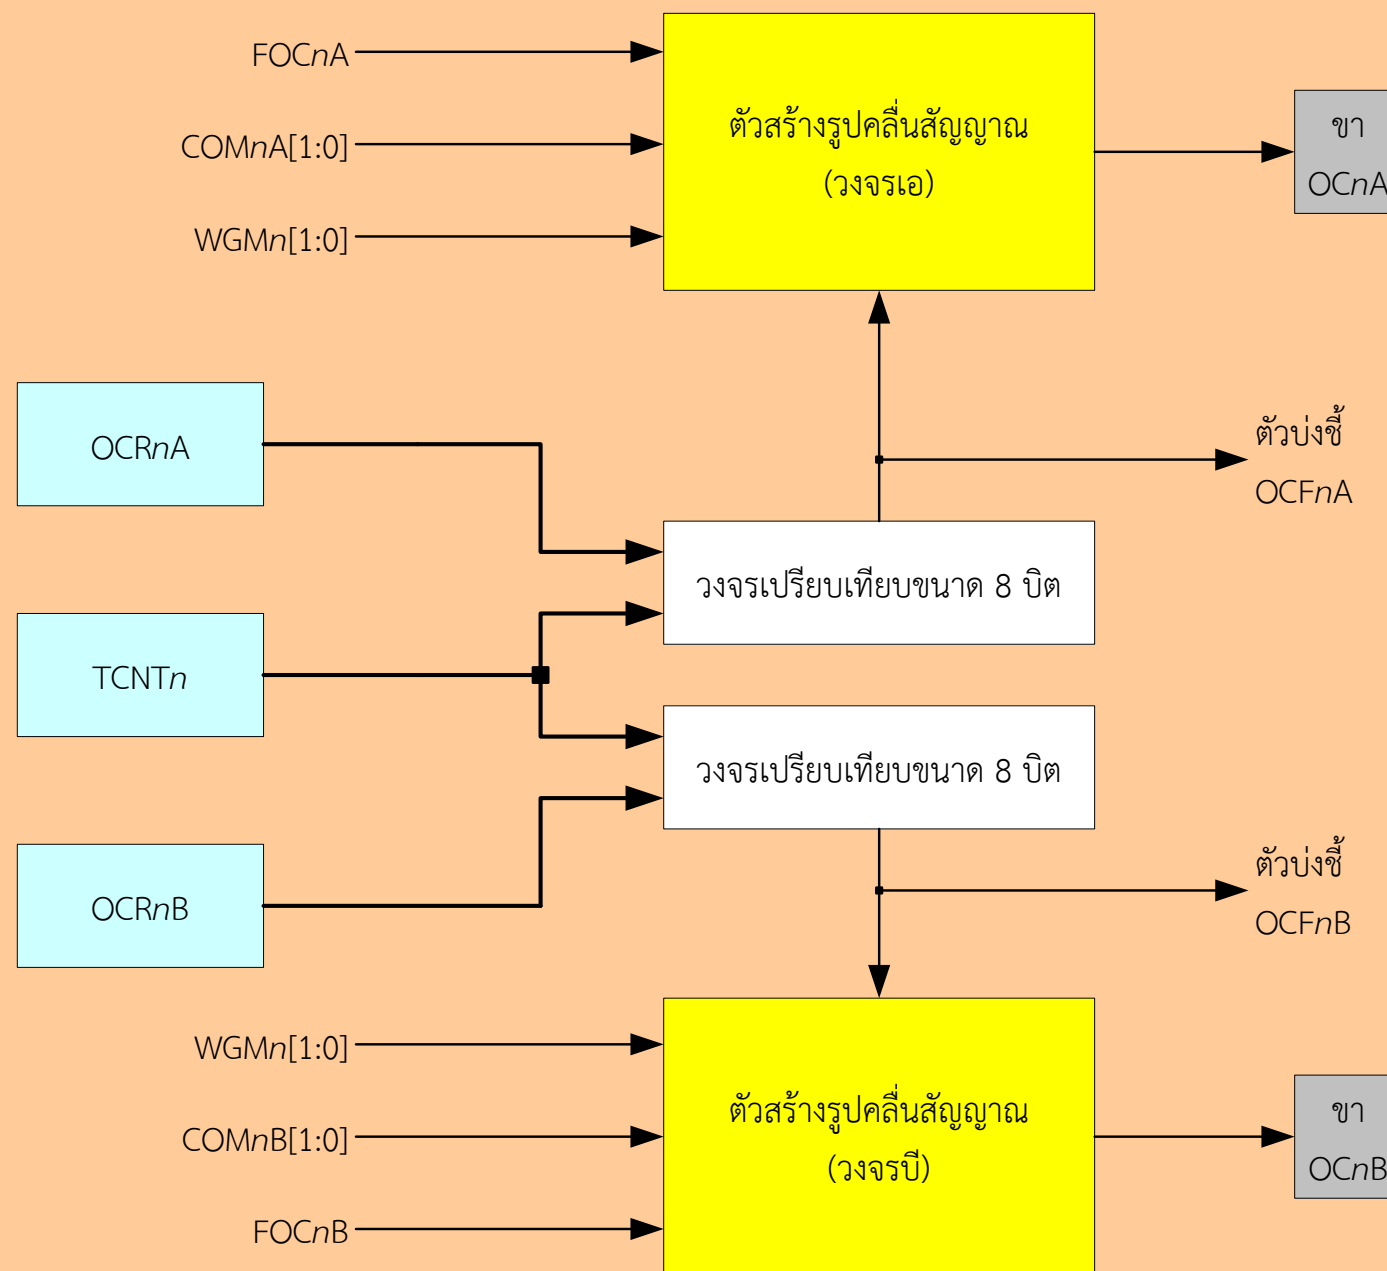 FOCnA
COMnA[1:0]
WGMn[1:0]
ตัวสร้างรูปคลื่นสัญญาณ
(วงจรเอ)
ขา
OCnA
OCRnA
ตัวบ่งชี้
OCFnA
วงจรเปรียบเทียบขนาด 8 บิต
TCNTn
วงจรเปรียบเทียบขนาด 8 บิต
OCRnB
ตัวบ่งชี้
OCFnB
WGMn[1:0]
COMnB[1:0]
FOCnB
ตัวสร้างรูปคลื่นสัญญาณ
(วงจรบี)
ขา
OCnB